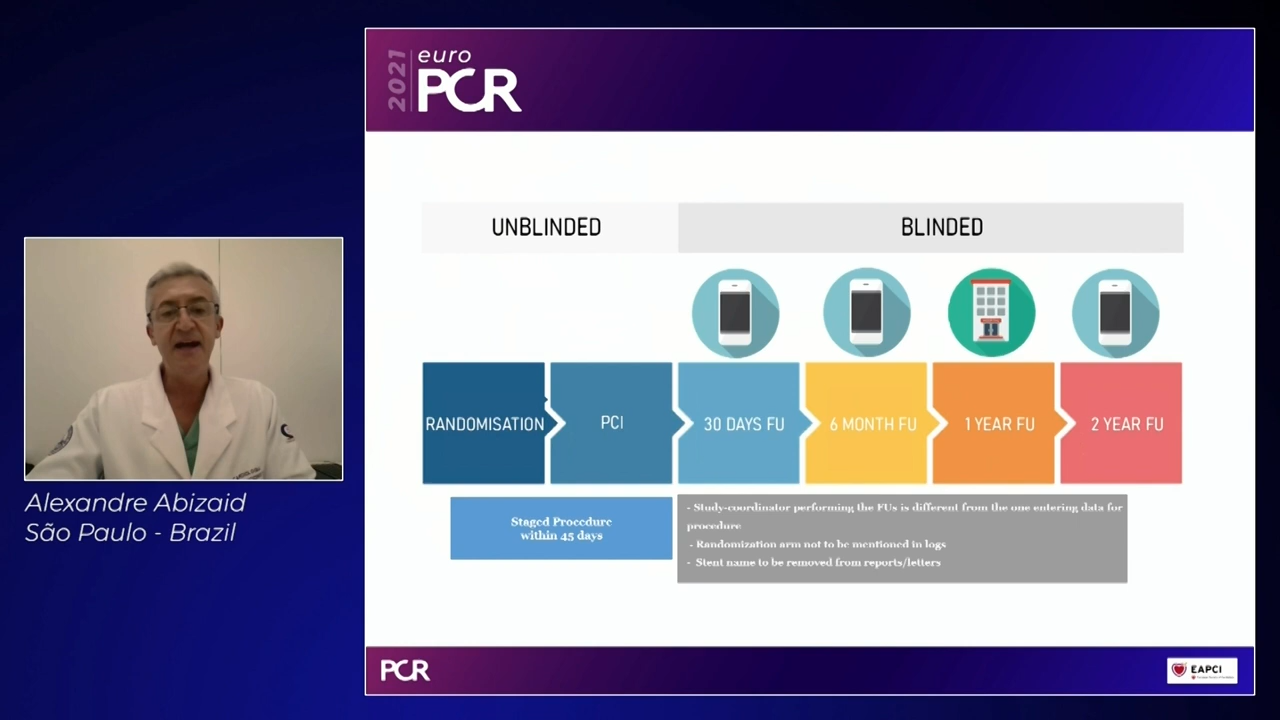 2021
euro
PCR
UNBLINDED
BLINDED
RANDOMISATION
PCI
30 DAYS FU
6 MONTH FU
1 YEAR FU
2 YEAR FU
Staged Procedure
within 45 days
- Study-coordinator performing the FUs is different from the one entering data for
procedure
- Randomization arm not to be mentioned in logs
- Stent name to be removed from reports/letters
Alexandre Abizaid
São Paulo - Brazil
PCR
EAPCI